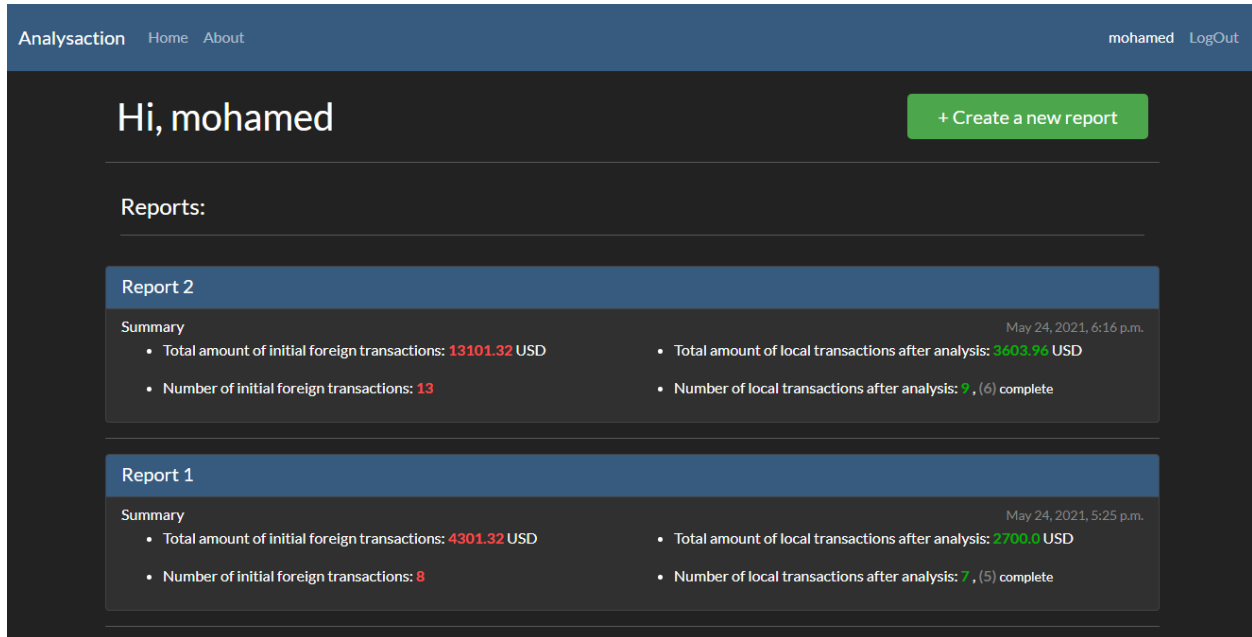 Analysaction Home About mohamed LogOut
Hi, mohamed + Create a new report
Reports:
Report 2
Summary May 24, 2021, 6:16 p.m.
• Total amount of initial foreign transactions: 13101.32 USD • Total amount of local transactions after analysis: 3603.96 USD
• Number of initial foreign transactions: 13 • Number of local transactions after analysis: 9 , (6) complete
Report 1
Summary May 24, 2021, 5:25 p.m.
• Total amount of initial foreign transactions: 4301.32 USD • Total amount of local transactions after analysis: 2700.0 USD
• Number of initial foreign transactions: 8 • Number of local transactions after analysis: 7 , (5) complete